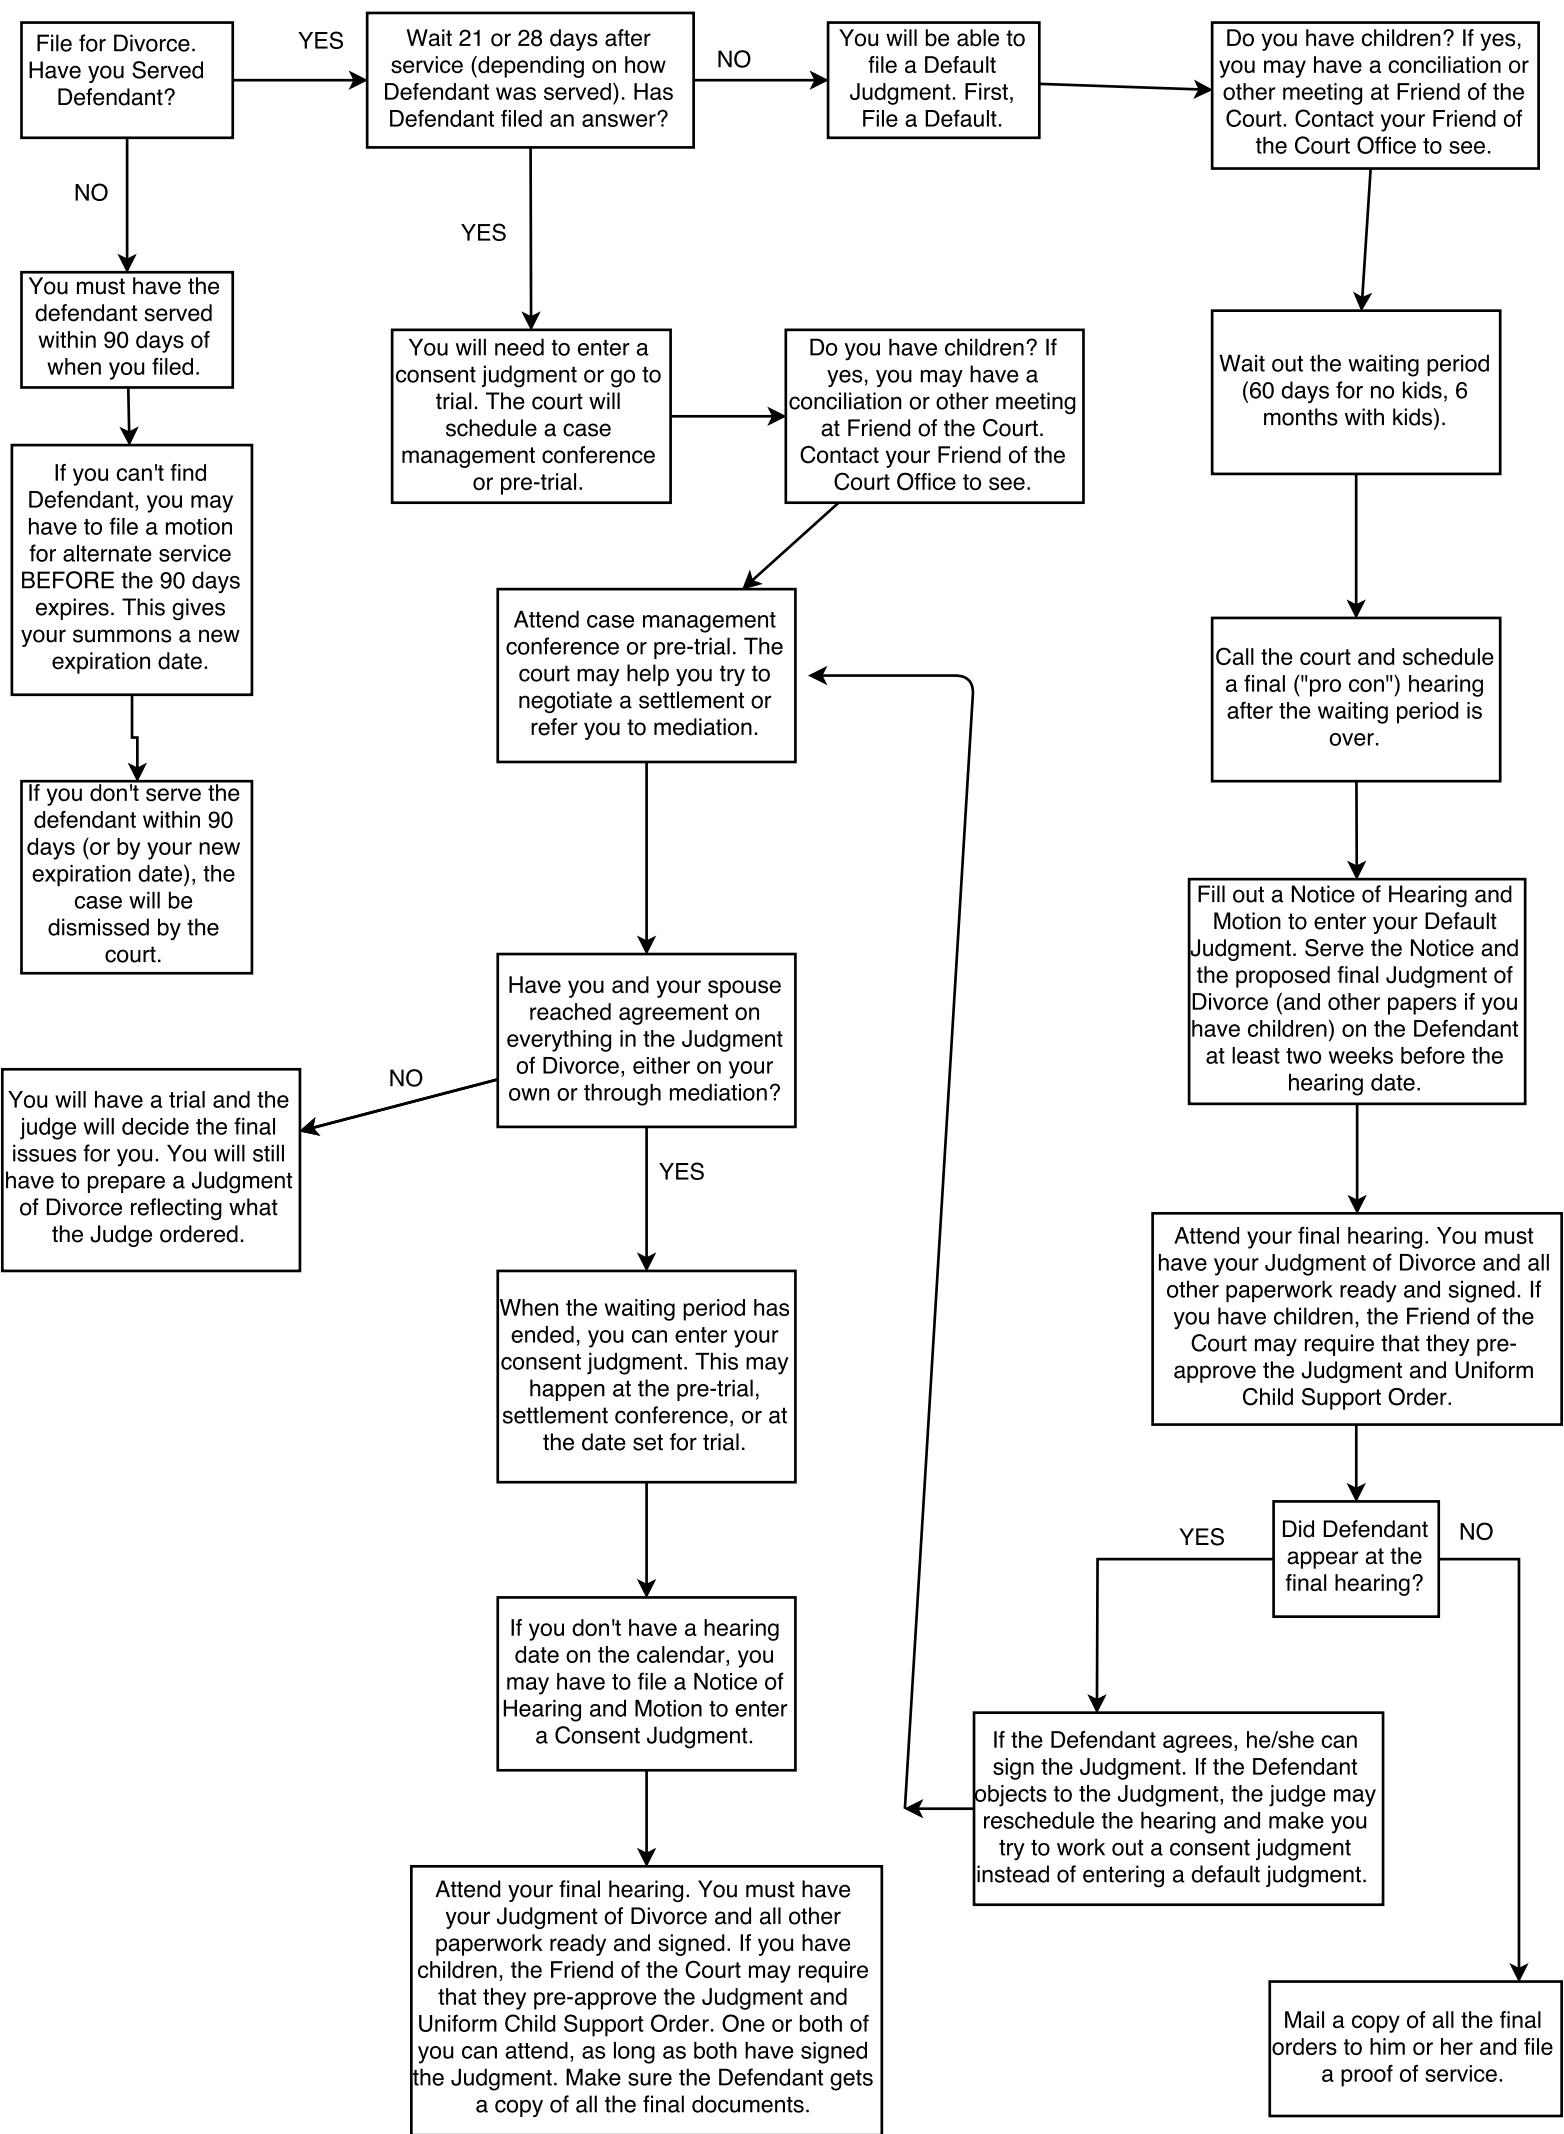 File for Divorce.
Have you Served
Defendant?
YES
Wait 21 or 28 days after
service (depending on how
Defendant was served). Has
Defendant filed an answer?
NO
You will be able to
file a Default
Judgment. First,
File a Default.
Do you have children? If yes,
you may have a conciliation or
other meeting at Friend of the
Court. Contact your Friend of
the Court Office to see.
NO
YES
You must have the
defendant served
within 90 days of
when you filed.
If you can't find
Defendant, you may
have to file a motion
for alternate service
BEFORE the 90 days
expires. This gives
your summons a new
expiration date.
If you don't serve the
defendant within 90
days (or by your new
expiration date), the
case will be
dismissed by the
court.
You will need to enter a
consent judgment or go to
trial. The court will
schedule a case
management conference
or pre-trial.
Do you have children? If
yes, you may have a
conciliation or other meeting
at Friend of the Court.
Contact your Friend of the
Court Office to see.
Attend case management
conference or pre-trial. The
court may help you try to
negotiate a settlement or
refer you to mediation.
Have you and your spouse
reached agreement on
everything in the Judgment
of Divorce, either on your
own or through mediation?
NO
You will have a trial and the
judge will decide the final
issues for you. You will still
have to prepare a Judgment
of Divorce reflecting what
the Judge ordered.
YES
When the waiting period has
ended, you can enter your
consent judgment. This may
happen at the pre-trial,
settlement conference, or at
the date set for trial.
If you don't have a hearing
date on the calendar, you
may have to file a Notice of
Hearing and Motion to enter
a Consent Judgment.
Attend your final hearing. You must have
your Judgment of Divorce and all other
paperwork ready and signed. If you have
children, the Friend of the Court may require
that they pre-approve the Judgment and
Uniform Child Support Order. One or both of
you can attend, as long as both have signed
the Judgment. Make sure the Defendant gets
a copy of all the final documents.
Wait out the waiting period
(60 days for no kids, 6
months with kids).
Call the court and schedule
a final ("pro con") hearing
after the waiting period is
over.
Fill out a Notice of Hearing and
Motion to enter your Default
Judgment. Serve the Notice and
the proposed final Judgment of
Divorce (and other papers if you
have children) on the Defendant
at least two weeks before the
hearing date.
Attend your final hearing. You must
have your Judgment of Divorce and all
other paperwork ready and signed. If
you have children, the Friend of the
Court may require that they pre-
approve the Judgment and Uniform
Child Support Order.
Did Defendant
appear at the
final hearing?
YES
NO
If the Defendant agrees, he/she can
sign the Judgment. If the Defendant
objects to the Judgment, the judge may
reschedule the hearing and make you
try to work out a consent judgment
instead of entering a default judgment.
Mail a copy of all the final
orders to him or her and file
a proof of service.